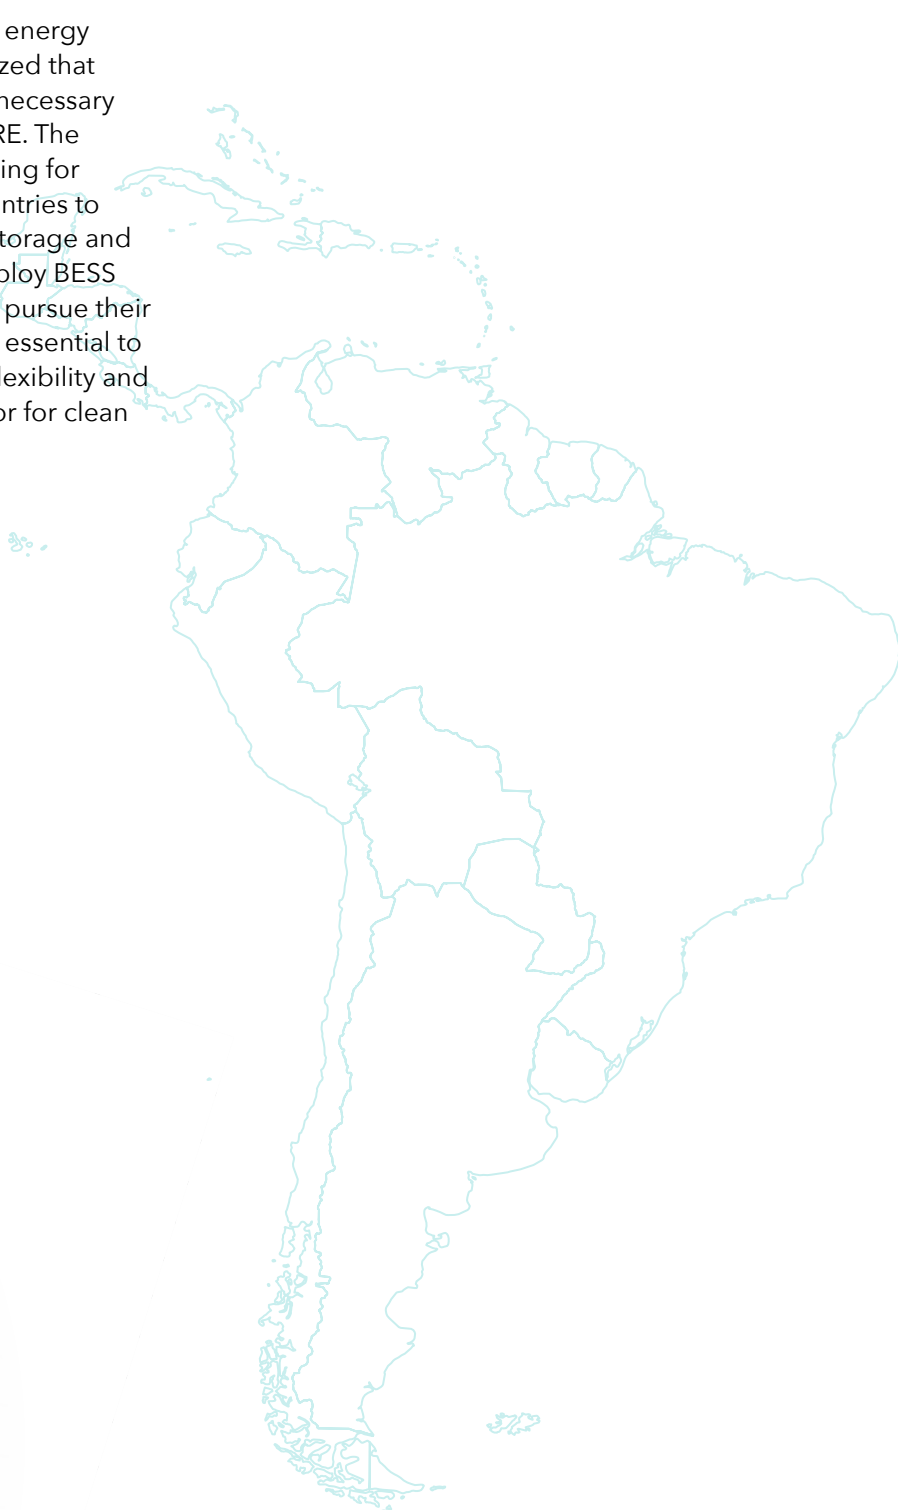 energy
zed that
necessary
RE. The
ing for
ntries to
torage and
ploy BESS
pursue their
essential to
lexibility and
or for clean